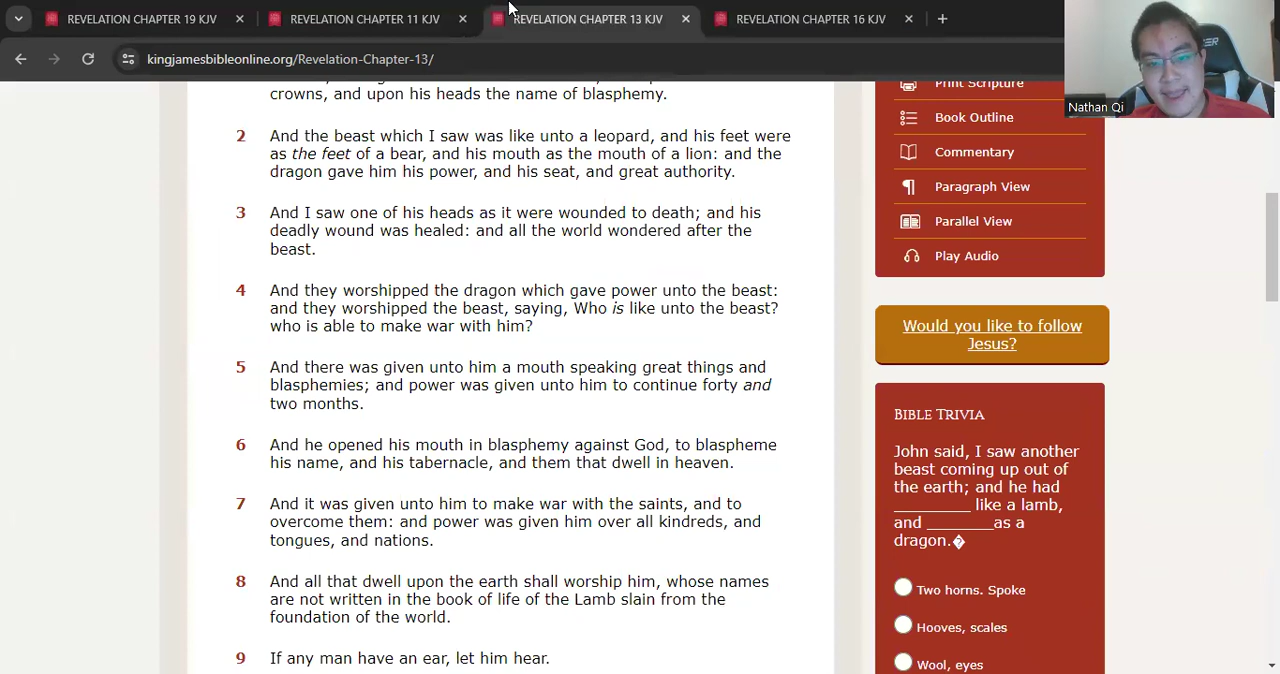 REVELATION CHAPTER 19 KJV
REVELATION CHAPTER 11 KJV
REVELATION CHAPTER 13 KJV
REVELATION CHAPTER 16 KJV
kingjamesbibleonline.org/Revelation-Chapter-13/
Nathan Qi
crowns, and upon his heads the name of blasphemy.
2 And the beast which I saw was like unto a leopard, and his feet were
as the feet of a bear, and his mouth as the mouth of a lion: and the
dragon gave him his power, and his seat, and great authority.
3 And I saw one of his heads as it were wounded to death; and his
deadly wound was healed: and all the world wondered after the
beast.
4 And they worshipped the dragon which gave power unto the beast:
and they worshipped the beast, saying, Who is like unto the beast?
who is able to make war with him?
5 And there was given unto him a mouth speaking great things and
blasphemies; and power was given unto him to continue forty and
two months.
6 And he opened his mouth in blasphemy against God, to blaspheme
his name, and his tabernacle, and them that dwell in heaven.
7 And it was given unto him to make war with the saints, and to
overcome them: and power was given him over all kindreds, and
tongues, and nations.
8 And all that dwell upon the earth shall worship him, whose names
are not written in the book of life of the Lamb slain from the
foundation of the world.
9 If any man have an ear, let him hear.
Print Scripture
Book Outline
Commentary
Paragraph View
Parallel View
Play Audio
Would you like to follow
Jesus?
BIBLE TRIVIA
John said, I saw another
beast coming up out of
the earth; and he had
_________ like a lamb,
and ________as a
dragon.�
Two horns. Spoke
Hooves, scales
Wool, eyes